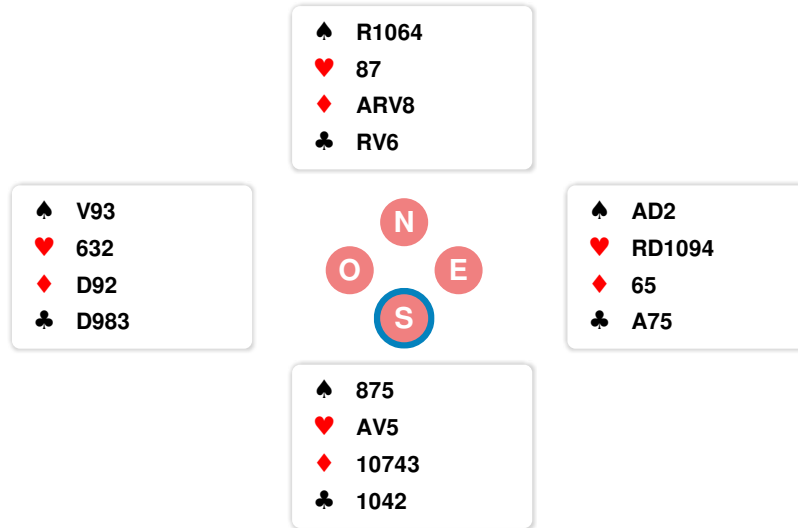 ♠ R1064
♥ 87
♦ ARV8
♣ RV6
♠ V93
♥ 632
♦ D92
♣ D983
N
O
E
S
♠ AD2
♥ RD1094
♦ 65
♣ A75
♠ 875
♥ AV5
♦ 10743
♣ 1042